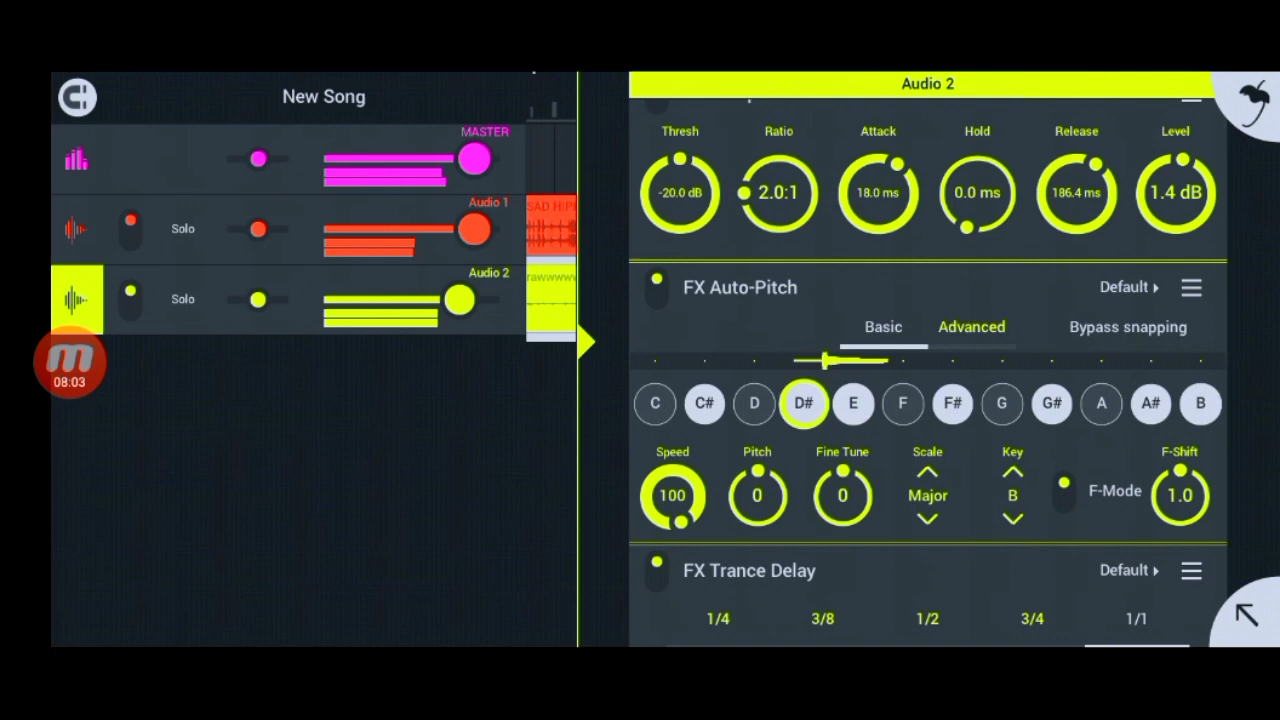 New Song
MASTER
Audio 1
Solo
Audio 2
Solo
SAD HIP
rawwwww
m
08:03
Audio 2
Thresh Ratio Attack Hold Release Level
-20.0 dB 2.0:1 18.0 ms 0.0 ms 186.4 ms 1.4 dB
FX Auto-Pitch Default
Basic Advanced Bypass snapping
C C# D D# E F F# G G# A A# B
Speed Pitch Fine Tune Scale Key F-Shift
100 0 0 Major B F-Mode 1.0
FX Trance Delay Default
1/4 3/8 1/2 3/4 1/1